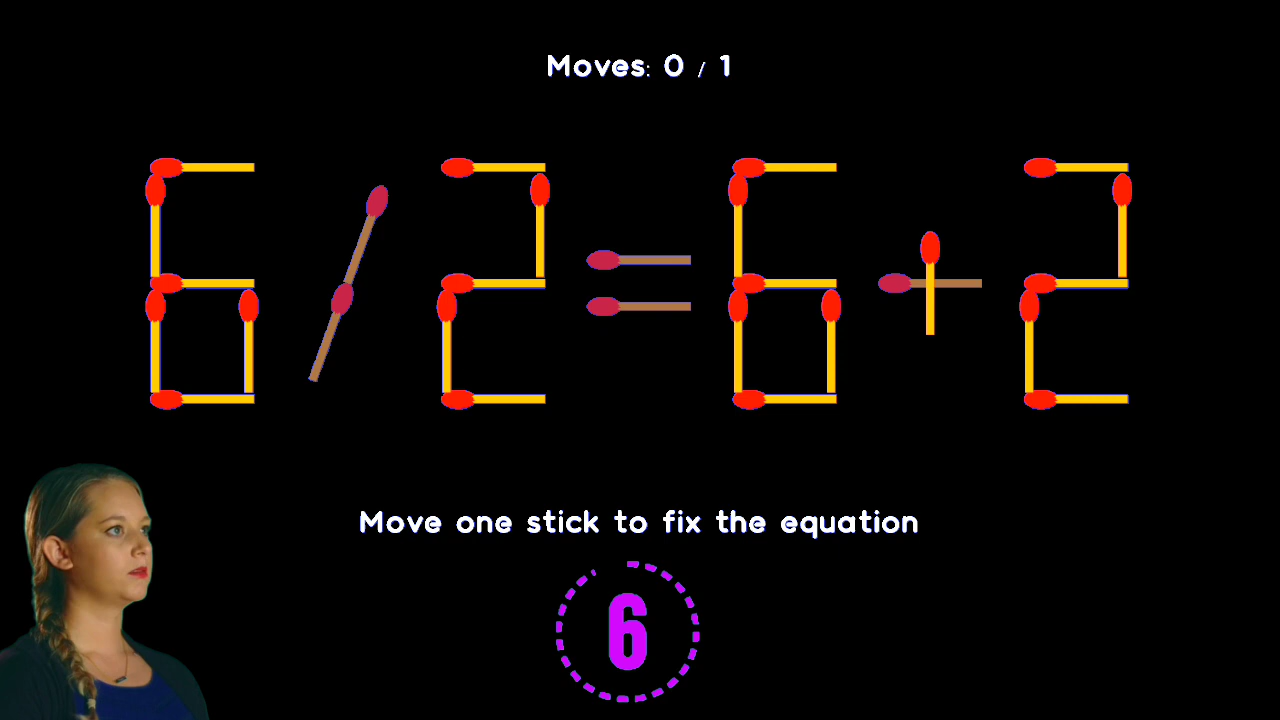 Moves: 0 / 1
6 / 2 = 6 + 2
Move one stick to fix the equation
6